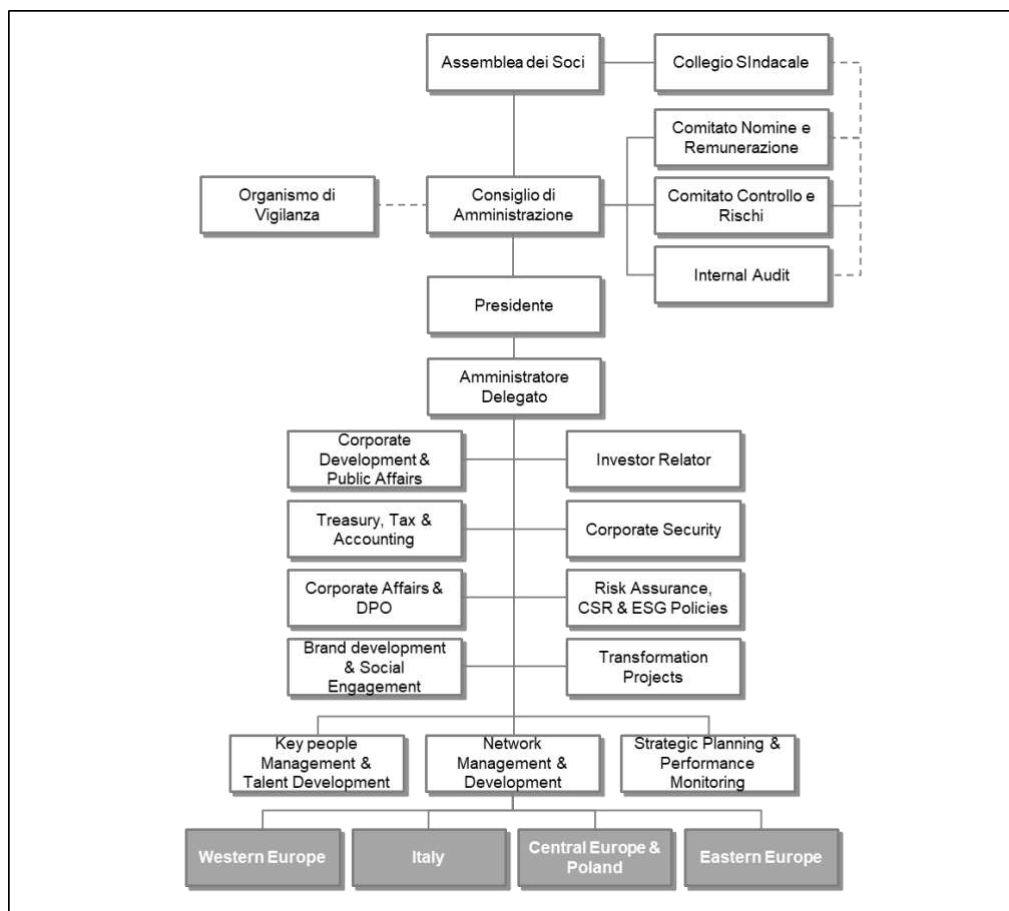 Assemblea dei Soci
Collegio SIndacale
Comitato Nomine e
Remunerazione
Organismo di
Vigilanza
Consiglio di
Amministrazione
Comitato Controllo e
Rischi
Internal Audit
Presidente
Amministratore
Delegato
Corporate
Development &
Public Affairs
Investor Relator
Treasury, Tax &
Accounting
Corporate Security
Corporate Affairs &
DPO
Risk Assurance,
CSR & ESG Policies
Brand development
& Social
Engagement
Transformation
Projects
Key people
Management &
Talent Development
Network
Management &
Development
Strategic Planning &
Performance
Monitoring
Western Europe
Italy
Central Europe &
Poland
Eastern Europe